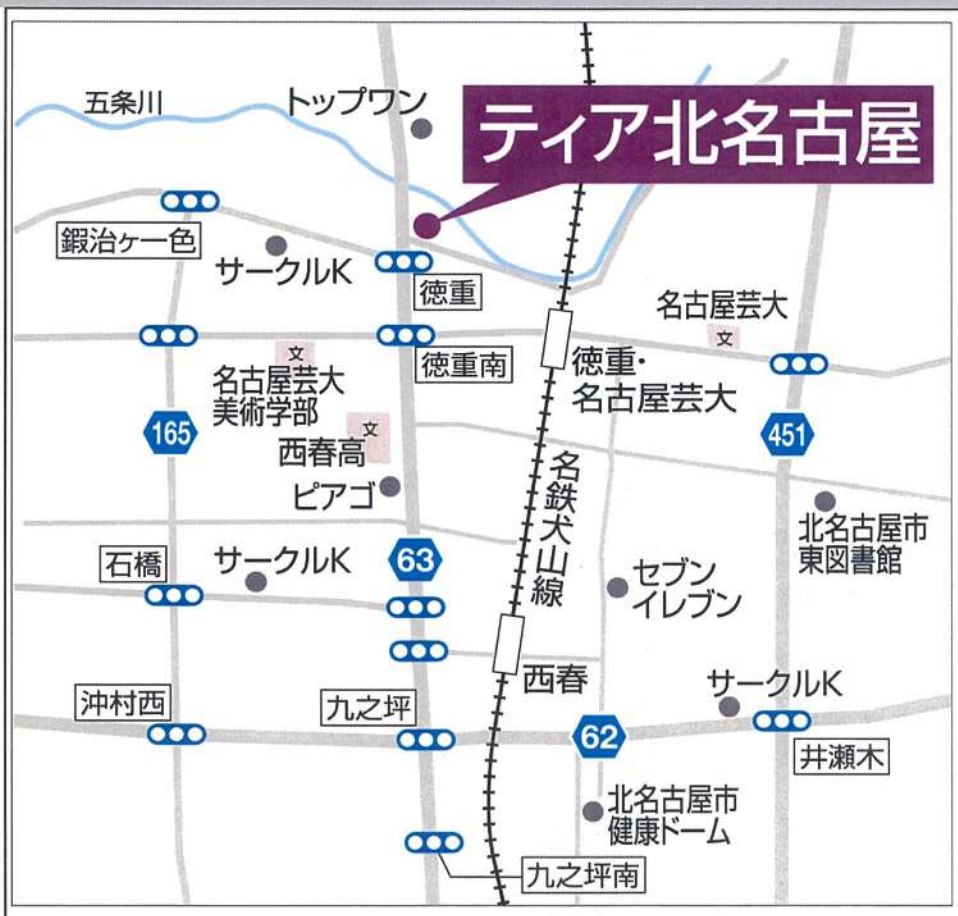 五条川
トップワン
ティア北名古屋
鍜治ヶ一色
サークルK
徳重
名古屋芸大
文
徳重南
文
名古屋芸大
美術学部
徳重・
名古屋芸大
165
文
西春高
451
ピアゴ
名鉄犬山線
北名古屋市
東図書館
石橋
サークルK
63
セブン
イレブン
西春
サークルK
沖村西
九之坪
62
井瀬木
北名古屋市
健康ドーム
九之坪南